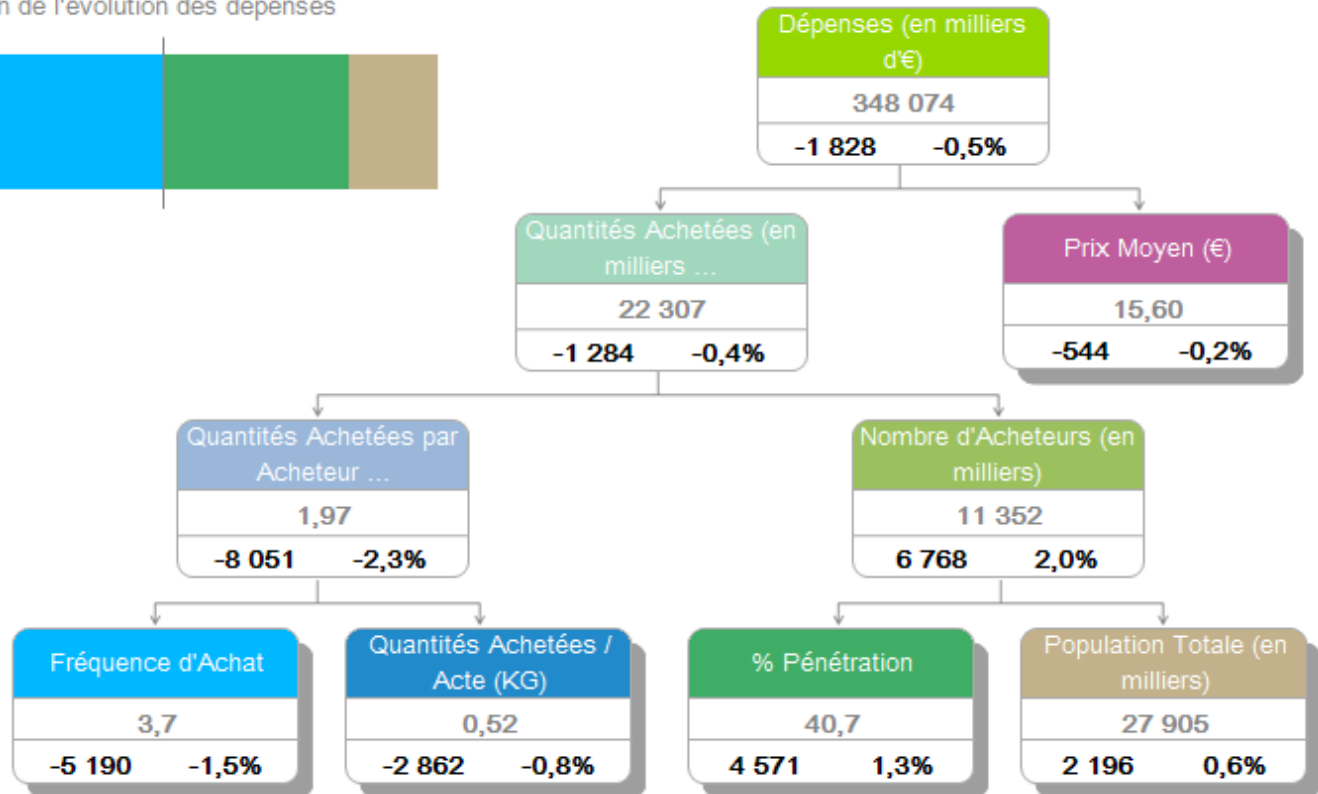 n de l'évolution des dépenses
Dépenses (en milliers
d'€)
348 074
-1 828 -0,5%
Quantités Achetées (en
milliers ...
22 307
-1 284 -0,4%
Prix Moyen (€)
15,60
-544 -0,2%
Quantités Achetées par
Acheteur ...
1,97
-8 051 -2,3%
Nombre d'Acheteurs (en
milliers)
11 352
6 768 2,0%
Fréquence d'Achat
3,7
-5 190 -1,5%
Quantités Achetées /
Acte (KG)
0,52
-2 862 -0,8%
% Pénétration
40,7
4 571 1,3%
Population Totale (en
milliers)
27 905
2 196 0,6%